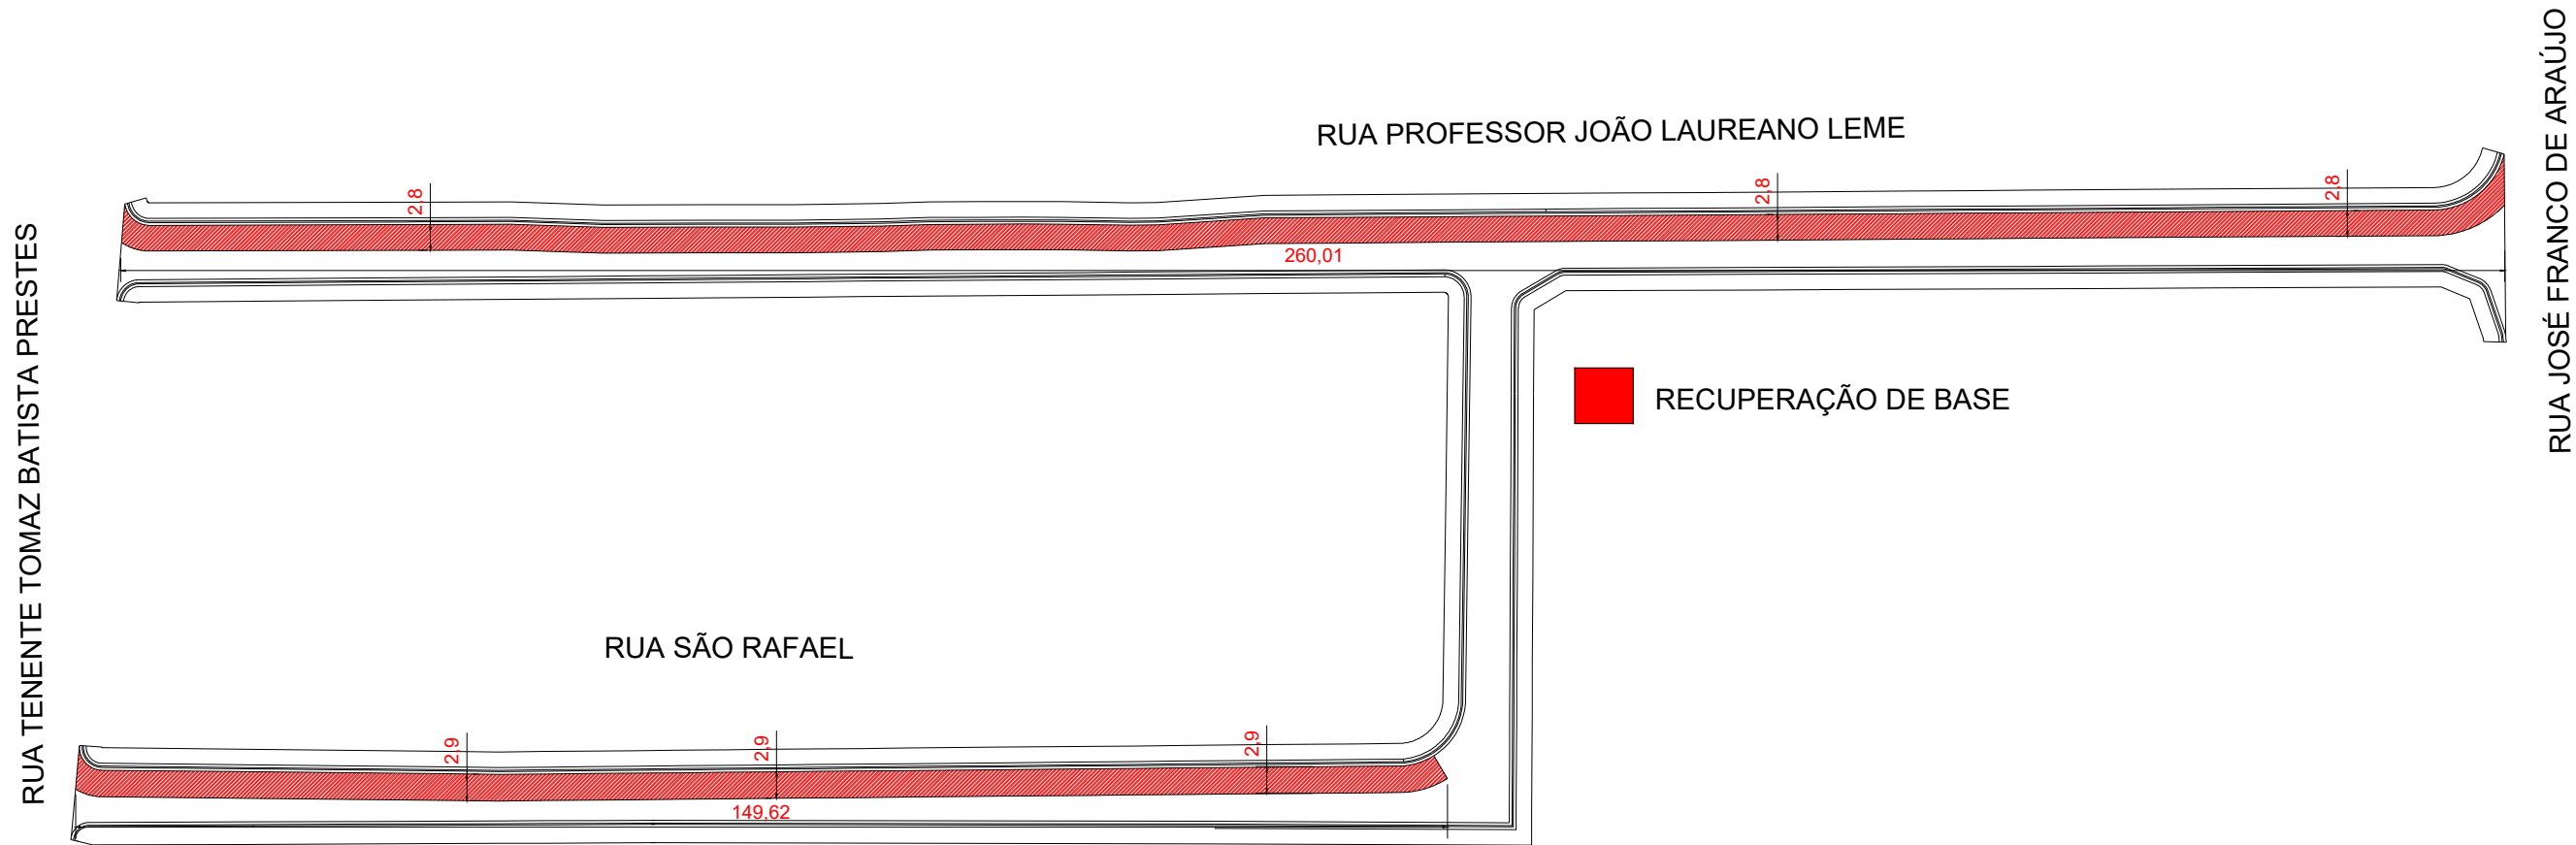 RUA PROFESSOR JOÃO LAUREANO LEME
RUA JOSÉ FRANCO DE ARAÚJO
2,8
2,8
2,8
260,01
RUA TENENTE TOMAZ BATISTA PRESTES
RECUPERAÇÃO DE BASE
RUA SÃO RAFAEL
2,9
2,9
2,9
149,62